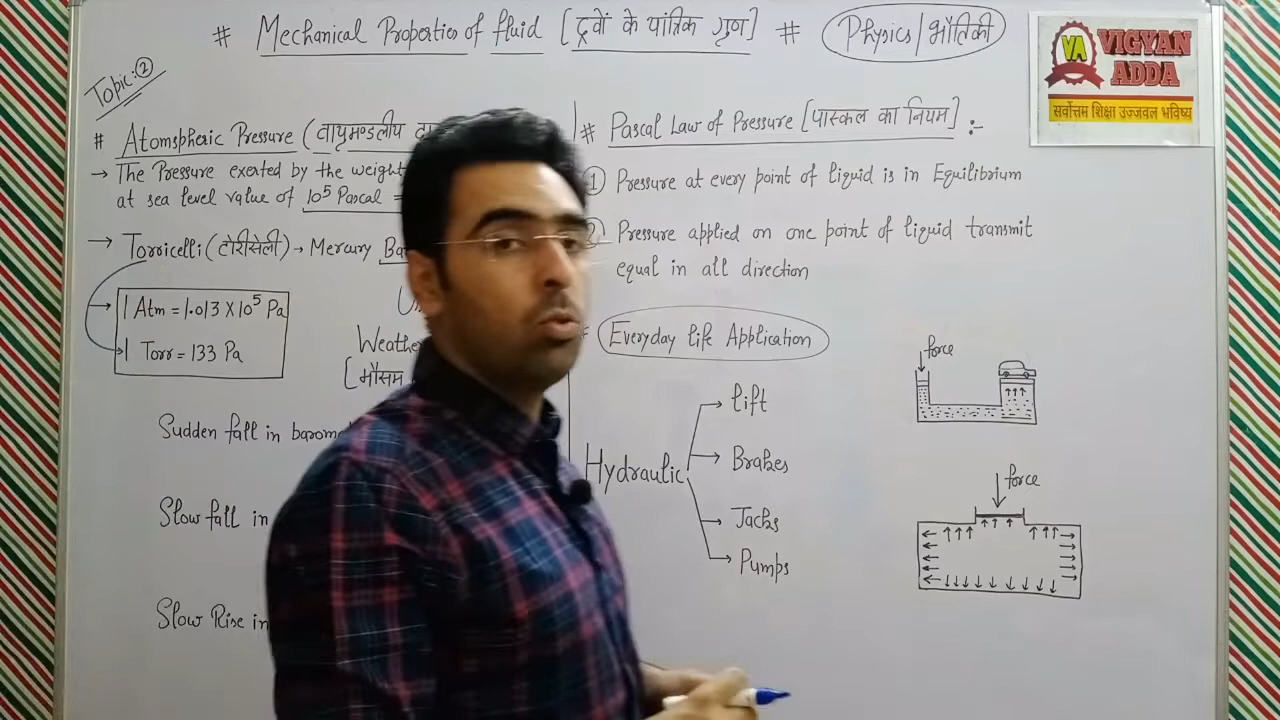 # Mechanical Properties of fluid [द्रवों के यांत्रिक गुण] # Physics/भौतिकी
VIGYAN
ADDA
VA
सर्वोत्तम शिक्षा उज्जवल भविष्य
Topic:②
# Atomspheric Pressure (वायुमण्डलीय
→ The Pressure exerted by the weight
at sea level value of 10⁵ Pascal =
→ Torricelli (टोरीसेली) → Mercury
1 Atm = 1.013 X 10⁵ Pa
1 Torr = 133 Pa
[मौसम
Sudden fall in
Slow fall in
Slow Rise in
# Pascal Law of Pressure [पास्कल का नियम] :-
① Pressure at every point of liquid is in Equilibrium
② Pressure applied on one point of liquid transmit
equal in all direction
Everyday life Application
Hydraulic
lift
Brakes
Jacks
Pumps
force
force